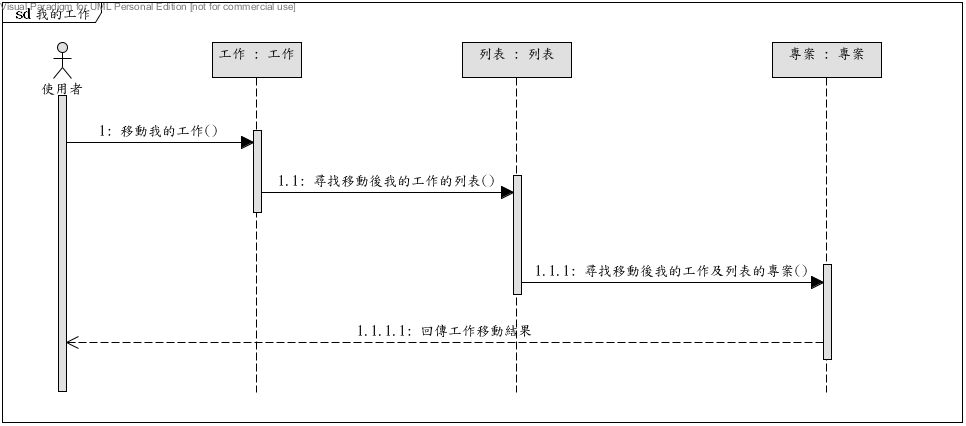 Visual Paradigm for UML Personal Edition [not for commercial use]
sd 我的工作
工作 : 工作
列表 : 列表
專案 : 專案
使用者
1: 移動我的工作()
1.1: 尋找移動後我的工作的列表()
1.1.1: 尋找移動後我的工作及列表的專案()
1.1.1.1: 回傳工作移動結果